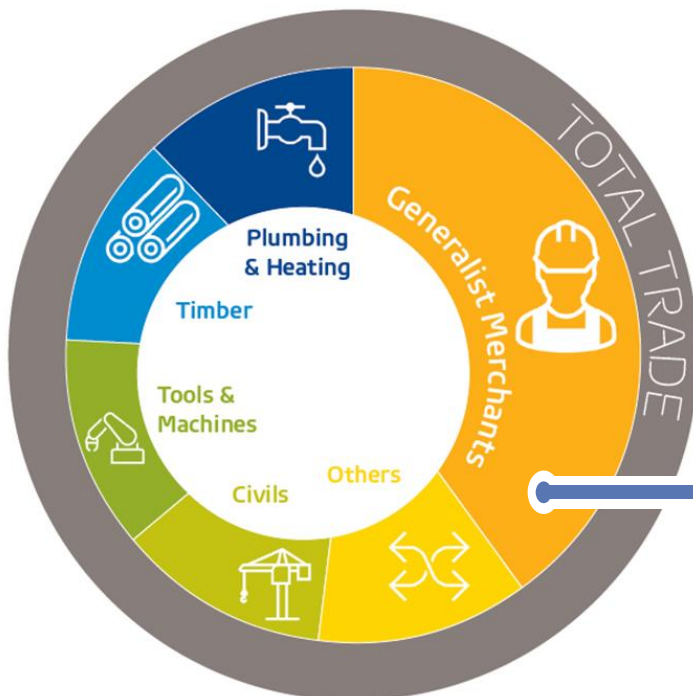 TOTAL TRADE
Generalist Merchants
Plumbing
& Heating
Timber
Tools &
Machines
Civils
Others